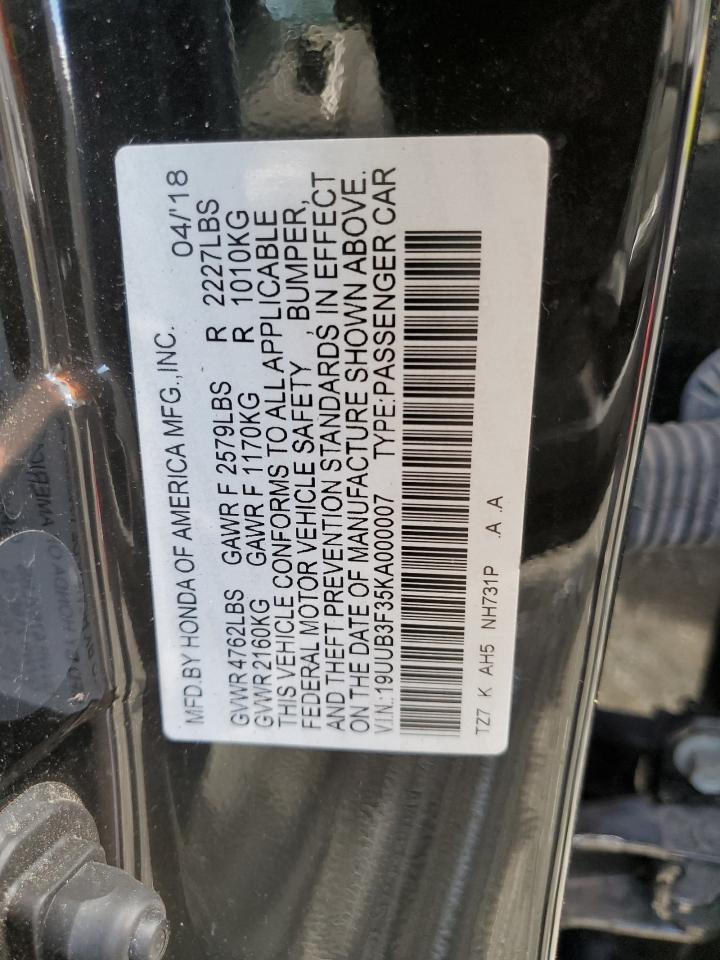 MFD.BY HONDA OF AMERICA MFG.,INC. 04/'18
GVWR 4762LBS GAWR F 2579LBS R 2227LBS
GVWR 2160KG GAWR F 1170KG R 1010KG
THIS VEHICLE CONFORMS TO ALL APPLICABLE
FEDERAL MOTOR VEHICLE SAFETY , BUMPER,
AND THEFT PREVENTION STANDARDS IN EFFECT
ON THE DATE OF MANUFACTURE SHOWN ABOVE.
V.I.N.:19UUB3F35KA000007 TYPE:PASSENGER CAR
TZ7 K AH5 NH731P .A .A